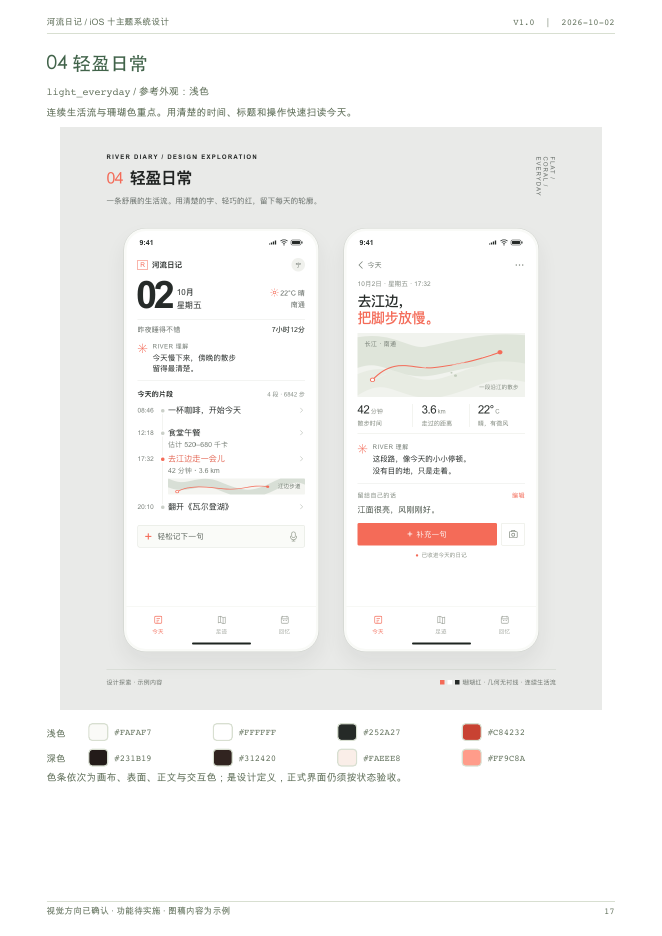 河流日记 / iOS 十主题系统设计
V1.0 | 2026-10-02
04 轻盈日常
light_everyday / 参考外观：浅色
连续生活流与珊瑚色重点。用清楚的时间、标题和操作快速扫读今天。
RIVER DIARY / DESIGN EXPLORATION
04 轻盈日常
一条舒展的生活流。用清楚的字、轻巧的红，留下每天的轮廓。
FLAT /
CORAL /
EVERYDAY
9:41
R 河流日记
02
10月
星期五
22°C 晴
南通
昨夜睡得不错
7小时12分
RIVER 理解
今天慢下来，傍晚的散步
留得最清楚。
今天的片段
4 段 · 6842 步
08:46 一杯咖啡，开始今天
12:18 食堂午餐
估计 520–680 千卡
17:32 去江边走一会儿
42 分钟 · 3.6 km
江边步道
20:10 翻开《瓦尔登湖》
+ 轻松记下一句
今天
足迹
回忆
9:41
今天
10月2日 · 星期五 · 17:32
去江边，
把脚步放慢。
长江 · 南通
一段沿江的散步
42 分钟
散步时间
3.6 km
走过的距离
22° C
晴，有微风
RIVER 理解
这段路，像今天的小小停顿。
没有目的地，只是走着。
留给自己的话
编辑
江面很亮，风刚刚好。
+ 补充一句
已收进今天的日记
今天
足迹
回忆
设计探索 · 示例内容
珊瑚红 · 几何无衬线 · 连续生活流
浅色 #FAFAF7 #FFFFFF #252A27 #C84232
深色 #231B19 #312420 #FAEEE8 #FF9C8A
色条依次为画布、表面、正文与交互色；是设计定义，正式界面仍须按状态验收。
视觉方向已确认 · 功能待实施 · 图稿内容为示例
17